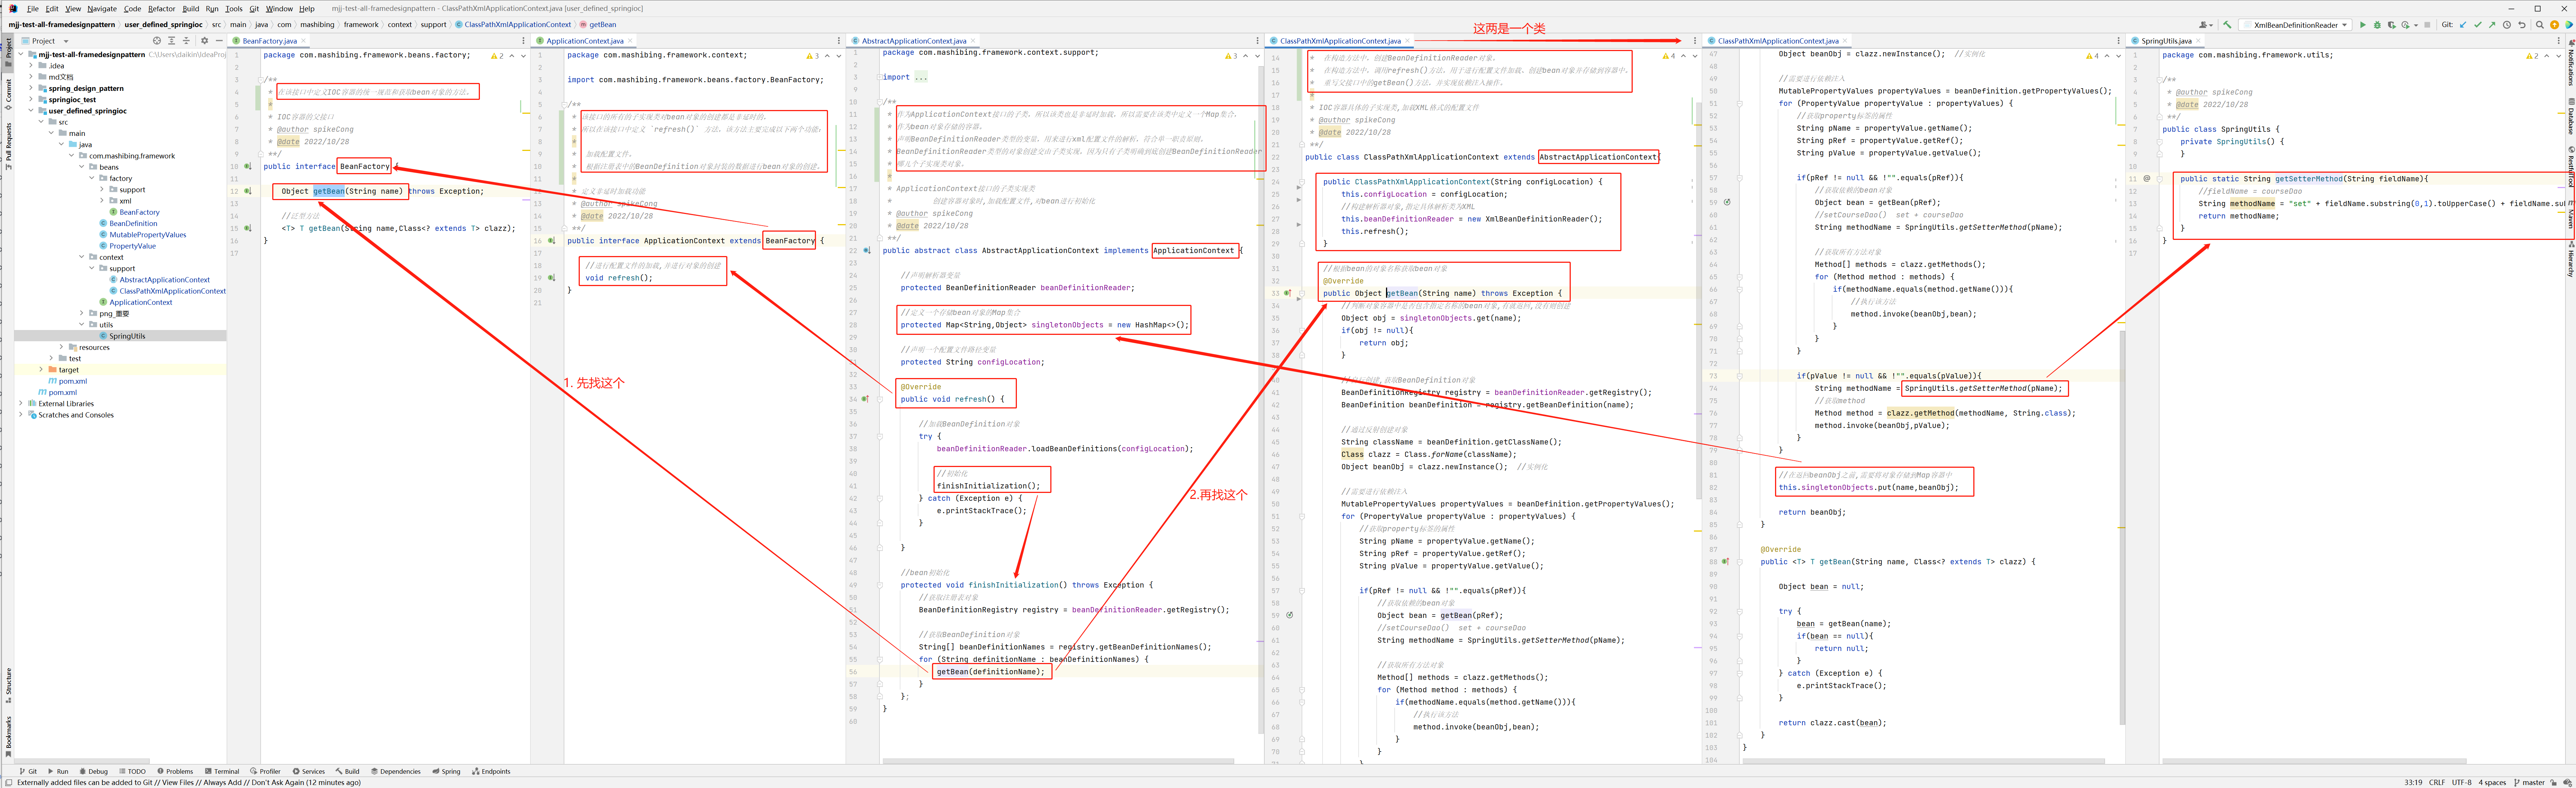 File Edit View Navigate Code Refactor Build Run Tools Git Window Help mjj-test-all-framedesignpattern - ClassPathXmlApplicationContext.java [user_defined_springioc]
mjj-test-all-framedesignpattern user_defined_springioc src main java com mashibing framework context support ClassPathXmlApplicationContext getBean
XmlBeanDefinitionReader Git:
这两是一个类
Project
mjj-test-all-framedesignpattern
.idea
md文档
spring_design_pattern
springioc_test
user_defined_springioc
src
main
java
com.mashibing.framework
beans
factory
support
xml
BeanFactory
BeanDefinition
MutablePropertyValues
PropertyValue
context
support
AbstractApplicationContext
ClassPathXmlApplicationContext
ApplicationContext
png_重要
utils
SpringUtils
resources
test
target
pom.xml
pom.xml
External Libraries
Scratches and Consoles
BeanFactory.java
package com.mashibing.framework.beans.factory;
/**
* 在该接口中定义IOC容器的统一规范和获取bean对象的方法。
*
* IOC容器的父接口
* @author spikeCong
* @date 2022/10/28
**/
public interface BeanFactory {
Object getBean(String name) throws Exception;
//泛型方法
<T> T getBean(String name,Class<? extends T> clazz);
}
1. 先找这个
ApplicationContext.java
package com.mashibing.framework.context;
import com.mashibing.framework.beans.factory.BeanFactory;
/**
* 该接口的所有的子实现类对bean对象的创建都是非延时的,
* 所以在该接口中定义 `refresh()` 方法,该方法主要完成以下两个功能:
*
* 加载配置文件。
* 根据注册表中的BeanDefinition对象封装的数据进行bean对象的创建。
*
* 定义非延时加载功能
* @author spikeCong
* @date 2022/10/28
**/
public interface ApplicationContext extends BeanFactory {
//进行配置文件的加载,并进行对象的创建
void refresh();
}
AbstractApplicationContext.java
package com.mashibing.framework.context.support;
import ...
/**
* 作为ApplicationContext接口的子类,所以该类也是非延时加载,所以需要在该类中定义一个Map集合,
* 作为bean对象存储的容器。
* 声明BeanDefinitionReader类型的变量,用来进行xml配置文件的解析,符合单一职责原则。
* BeanDefinitionReader类型的对象创建交由子类实现,因为只有子类明确到底创建BeanDefinitionReader
* 哪儿个子实现类对象。
*
* ApplicationContext接口的子类实现类
* 创建容器对象时,加载配置文件,对bean进行初始化
* @author spikeCong
* @date 2022/10/28
**/
public abstract class AbstractApplicationContext implements ApplicationContext {
//声明解析器变量
protected BeanDefinitionReader beanDefinitionReader;
//定义一个存储bean对象的Map集合
protected Map<String,Object> singletonObjects = new HashMap<>();
//声明一个配置文件路径变量
protected String configLocation;
@Override
public void refresh() {
//加载BeanDefinition对象
try {
beanDefinitionReader.loadBeanDefinitions(configLocation);
//初始化
finishInitialization();
} catch (Exception e) {
e.printStackTrace();
}
}
//bean初始化
protected void finishInitialization() throws Exception {
//获取注册表对象
BeanDefinitionRegistry registry = beanDefinitionReader.getRegistry();
//获取BeanDefinition对象
String[] beanDefinitionNames = registry.getBeanDefinitionNames();
for (String definitionName : beanDefinitionNames) {
getBean(definitionName);
}
};
}
2.再找这个
ClassPathXmlApplicationContext.java
* 在构造方法中,创建BeanDefinitionReader对象。
* 在构造方法中,调用refresh()方法,用于进行配置文件加载、创建bean对象并存储到容器中。
* 重写父接口中的getBean()方法,并实现依赖注入操作。
*
* IOC容器具体的子实现类,加载XML格式的配置文件
* @author spikeCong
* @date 2022/10/28
**/
public class ClassPathXmlApplicationContext extends AbstractApplicationContext{
public ClassPathXmlApplicationContext(String configLocation) {
this.configLocation = configLocation;
//构建解析器对象,指定具体解析类为XML
this.beanDefinitionReader = new XmlBeanDefinitionReader();
this.refresh();
}
//根据bean的对象名称获取bean对象
@Override
public Object getBean(String name) throws Exception {
//判断对象容器中是否包含指定名称的bean对象,有就返回,没有则创建
Object obj = singletonObjects.get(name);
if(obj != null){
return obj;
}
获取BeanDefinition对象
BeanDefinitionRegistry registry = beanDefinitionReader.getRegistry();
BeanDefinition beanDefinition = registry.getBeanDefinition(name);
//通过反射创建对象
String className = beanDefinition.getClassName();
Class clazz = Class.forName(className);
Object beanObj = clazz.newInstance(); //实例化
//需要进行依赖注入
MutablePropertyValues propertyValues = beanDefinition.getPropertyValues();
for (PropertyValue propertyValue : propertyValues) {
//获取property标签的属性
String pName = propertyValue.getName();
String pRef = propertyValue.getRef();
String pValue = propertyValue.getValue();
if(pRef != null && !"".equals(pRef)){
//获取依赖的bean对象
Object bean = getBean(pRef);
//setCourseDao() set + courseDao
String methodName = SpringUtils.getSetterMethod(pName);
//获取所有方法对象
Method[] methods = clazz.getMethods();
for (Method method : methods) {
if(methodName.equals(method.getName())){
//执行该方法
method.invoke(beanObj,bean);
}
}
ClassPathXmlApplicationContext.java
Object beanObj = clazz.newInstance(); //实例化
//需要进行依赖注入
MutablePropertyValues propertyValues = beanDefinition.getPropertyValues();
for (PropertyValue propertyValue : propertyValues) {
//获取property标签的属性
String pName = propertyValue.getName();
String pRef = propertyValue.getRef();
String pValue = propertyValue.getValue();
if(pRef != null && !"".equals(pRef)){
//获取依赖的bean对象
Object bean = getBean(pRef);
//setCourseDao() set + courseDao
String methodName = SpringUtils.getSetterMethod(pName);
//获取所有方法对象
Method[] methods = clazz.getMethods();
for (Method method : methods) {
if(methodName.equals(method.getName())){
//执行该方法
method.invoke(beanObj,bean);
}
}
}
if(pValue != null && !"".equals(pValue)){
String methodName = SpringUtils.getSetterMethod(pName);
//获取method
Method method = clazz.getMethod(methodName, String.class);
method.invoke(beanObj,pValue);
}
}
//在返回beanObj之前,需要将对象存储到Map容器中
this.singletonObjects.put(name,beanObj);
return beanObj;
}
@Override
public <T> T getBean(String name, Class<? extends T> clazz) {
Object bean = null;
try {
bean = getBean(name);
if(bean == null){
return null;
}
} catch (Exception e) {
e.printStackTrace();
}
return clazz.cast(bean);
}
}
SpringUtils.java
package com.mashibing.framework.utils;
/**
* @author spikeCong
* @date 2022/10/28
**/
public class SpringUtils {
private SpringUtils() {
}
public static String getSetterMethod(String fieldName){
//fieldName = courseDao
String methodName = "set" + fieldName.substring(0,1).toUpperCase() + fieldName.su
return methodName;
}
}
Git Run Debug TODO Problems Terminal Profiler Services Build Dependencies Spring Endpoints
Externally added files can be added to Git // View Files // Always Add // Don't Ask Again (12 minutes ago)
33:19 CRLF UTF-8 4 spaces master